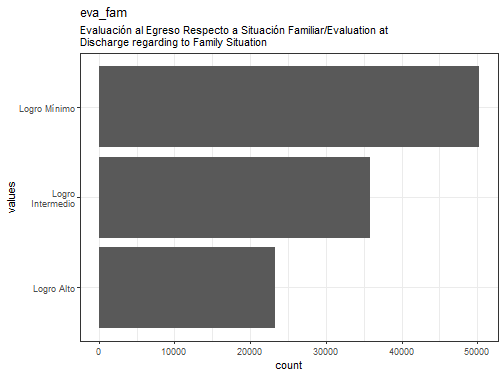 eva_fam
Evaluación al Egreso Respecto a Situación Familiar/Evaluation at
Discharge regarding to Family Situation
values
Logro Mínimo
Logro
Intermedio
Logro Alto
0 10000 20000 30000 40000 50000
count